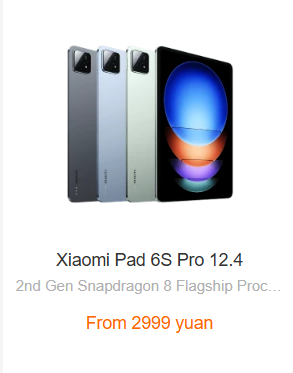 Xiaomi Pad 6S Pro 12.4
2nd Gen Snapdragon 8 Flagship Proc...
From 2999 yuan